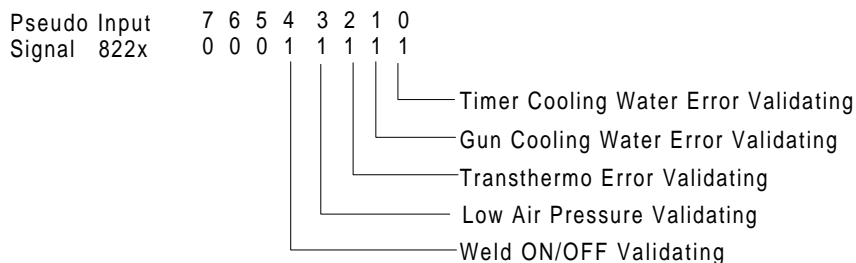 Pseudo Input 7 6 5 4 3 2 1 0
Signal 822x 0 0 0 1 1 1 1 1
Timer Cooling Water Error Validating
Gun Cooling Water Error Validating
Transthermo Error Validating
Low Air Pressure Validating
Weld ON/OFF Validating